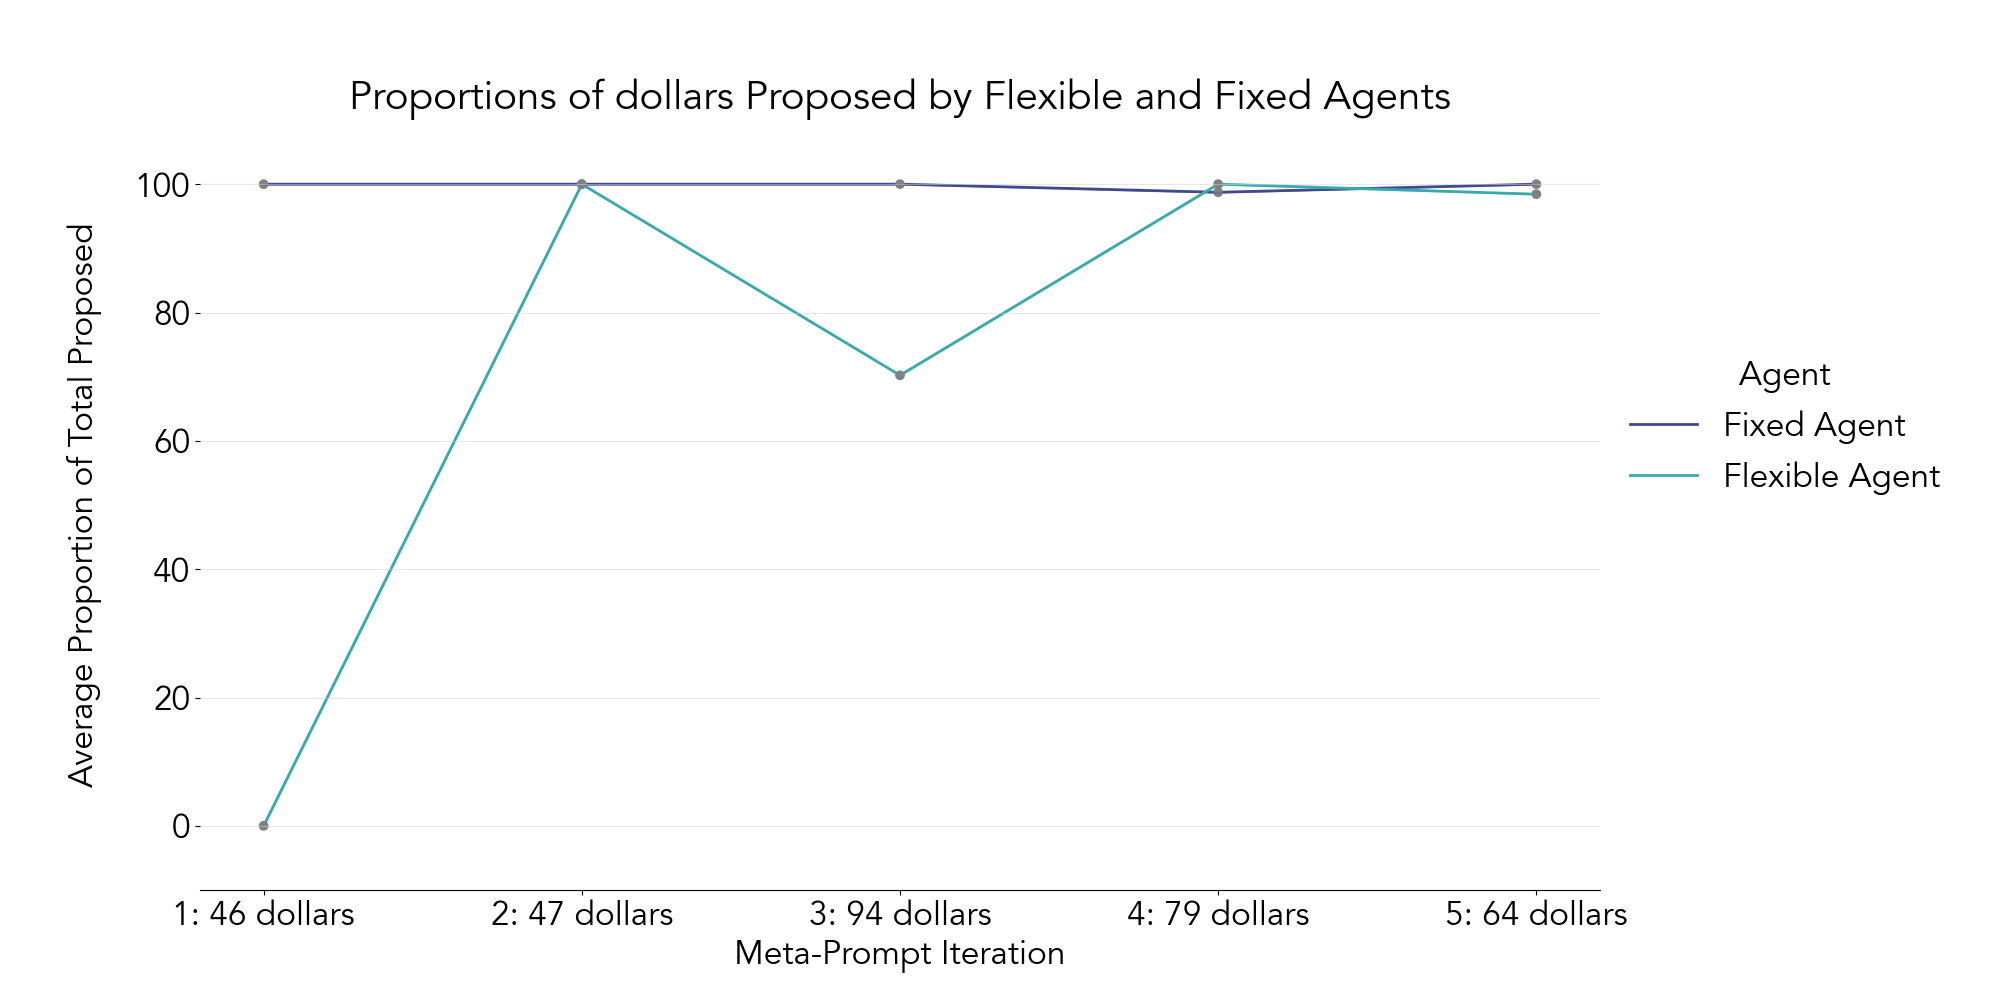 Proportions of dollars Proposed by Flexible and Fixed Agents
Average Proportion of Total Proposed
100
80
60
40
20
0
1: 46 dollars
2: 47 dollars
3: 94 dollars
4: 79 dollars
5: 64 dollars
Meta-Prompt Iteration
Agent
Fixed Agent
Flexible Agent